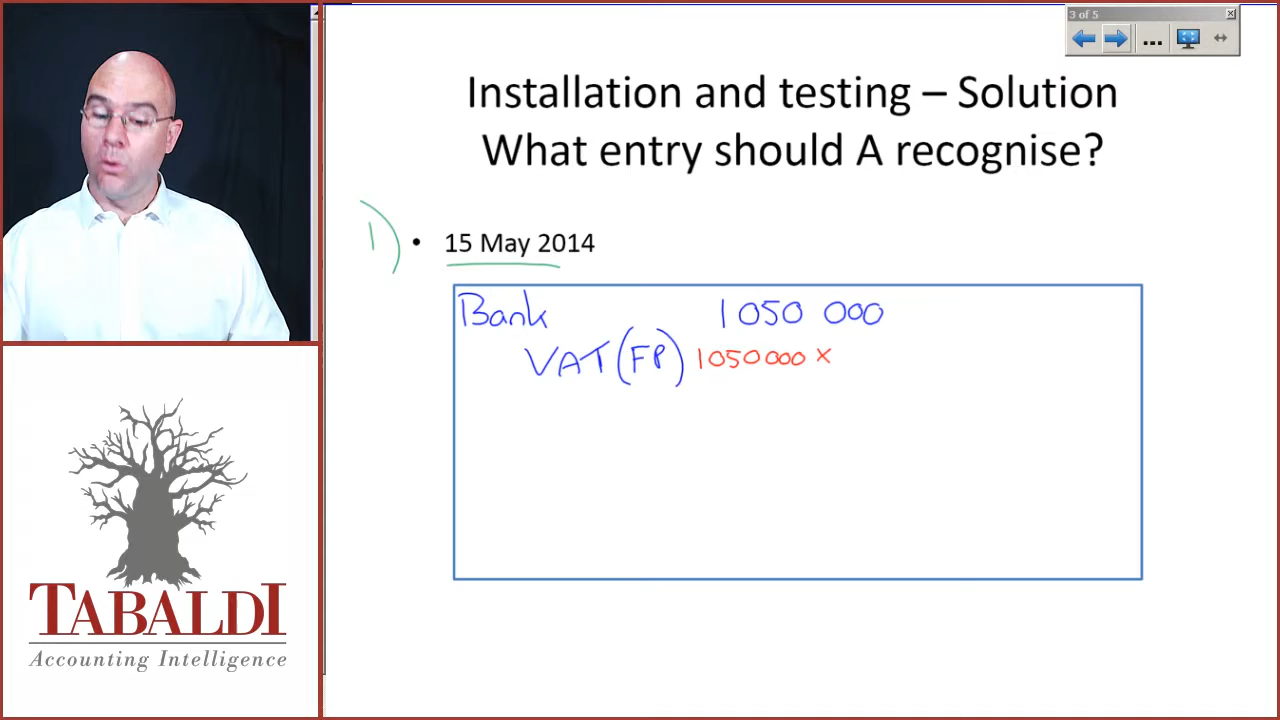 3 of 5
Installation and testing – Solution
What entry should A recognise?
1)
• 15 May 2014
Bank 1 050 000
VAT (FP) 1050000 ×
TABALDI
Accounting Intelligence